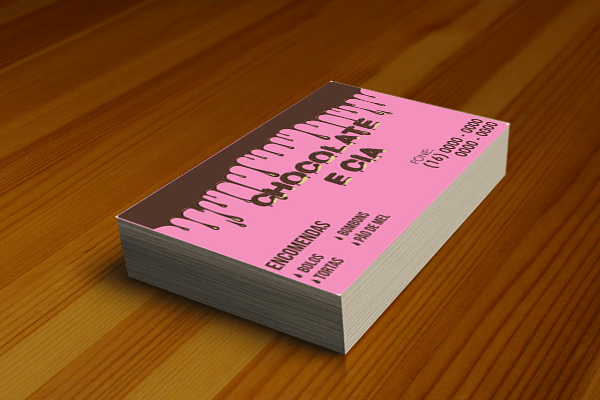 CHOCOLATE
E CIA
FONE:
(16) 0000 - 0000
0000 - 0000
ENCOMENDAS
BOLOS
TORTAS
BOMBONS
PÃO DE MEL